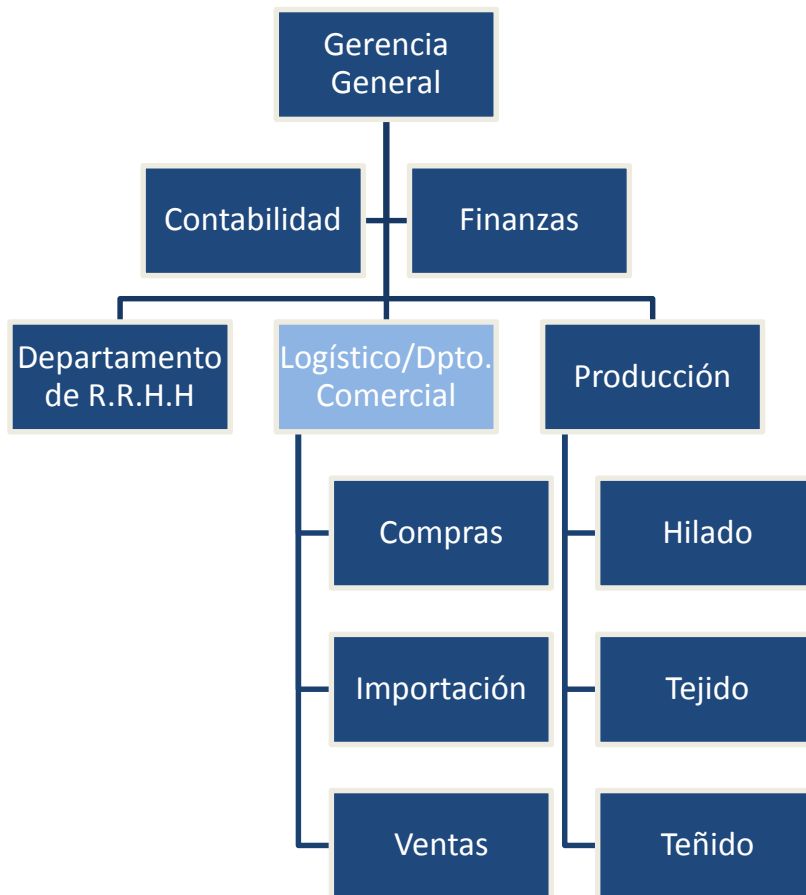 Gerencia
General
Contabilidad
Finanzas
Departamento
de R.R.H.H
Logístico/Dpto.
Comercial
Producción
Compras
Hilado
Importación
Tejido
Ventas
Teñido